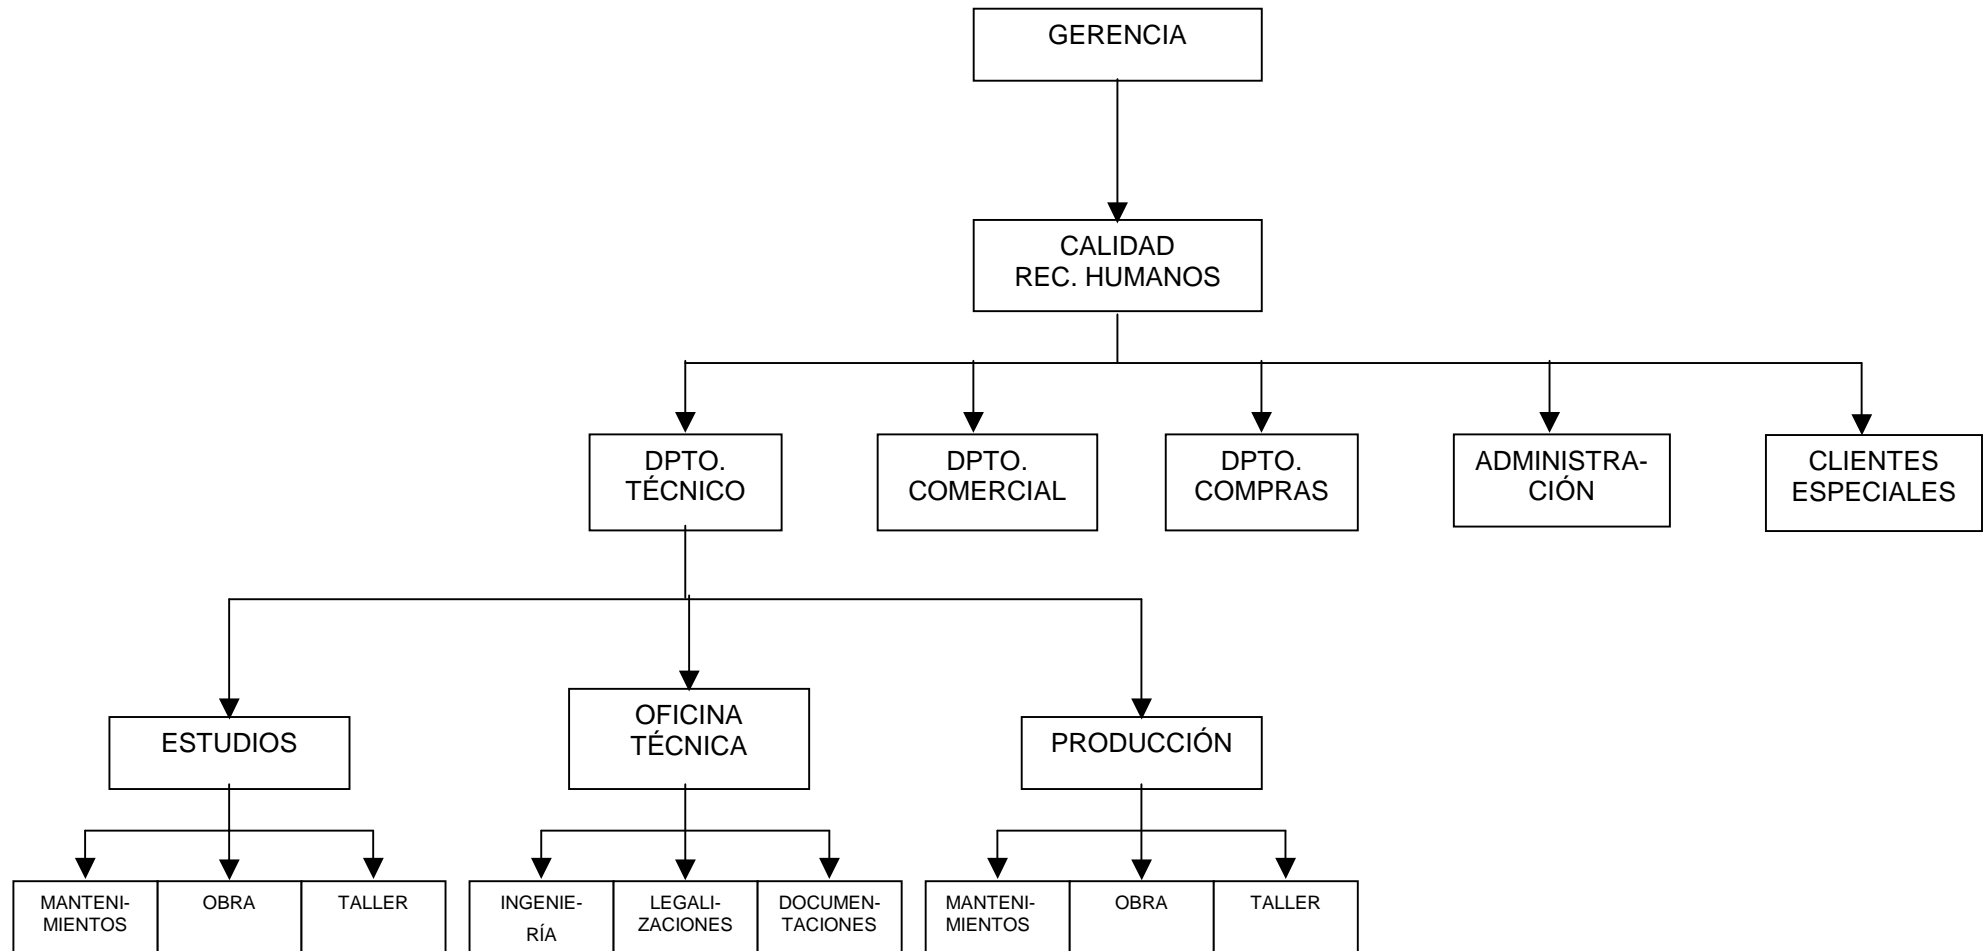 GERENCIA
CALIDAD
REC. HUMANOS
DPTO.
TÉCNICO
DPTO.
COMERCIAL
DPTO.
COMPRAS
ADMINISTRA-
CIÓN
CLIENTES
ESPECIALES
ESTUDIOS
OFICINA
TÉCNICA
PRODUCCIÓN
MANTENI-
MIENTOS
OBRA
TALLER
INGENIE-
RÍA
LEGALI-
ZACIONES
DOCUMEN-
TACIONES
MANTENI-
MIENTOS
OBRA
TALLER